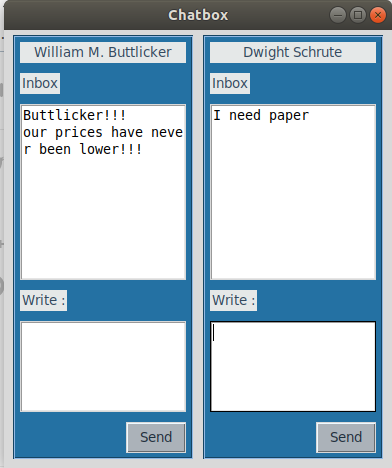 Chatbox
William M. Buttlicker
Inbox
Buttlicker!!!
our prices have neve
r been lower!!!
Write :
Send
Dwight Schrute
Inbox
I need paper
Write :
Send